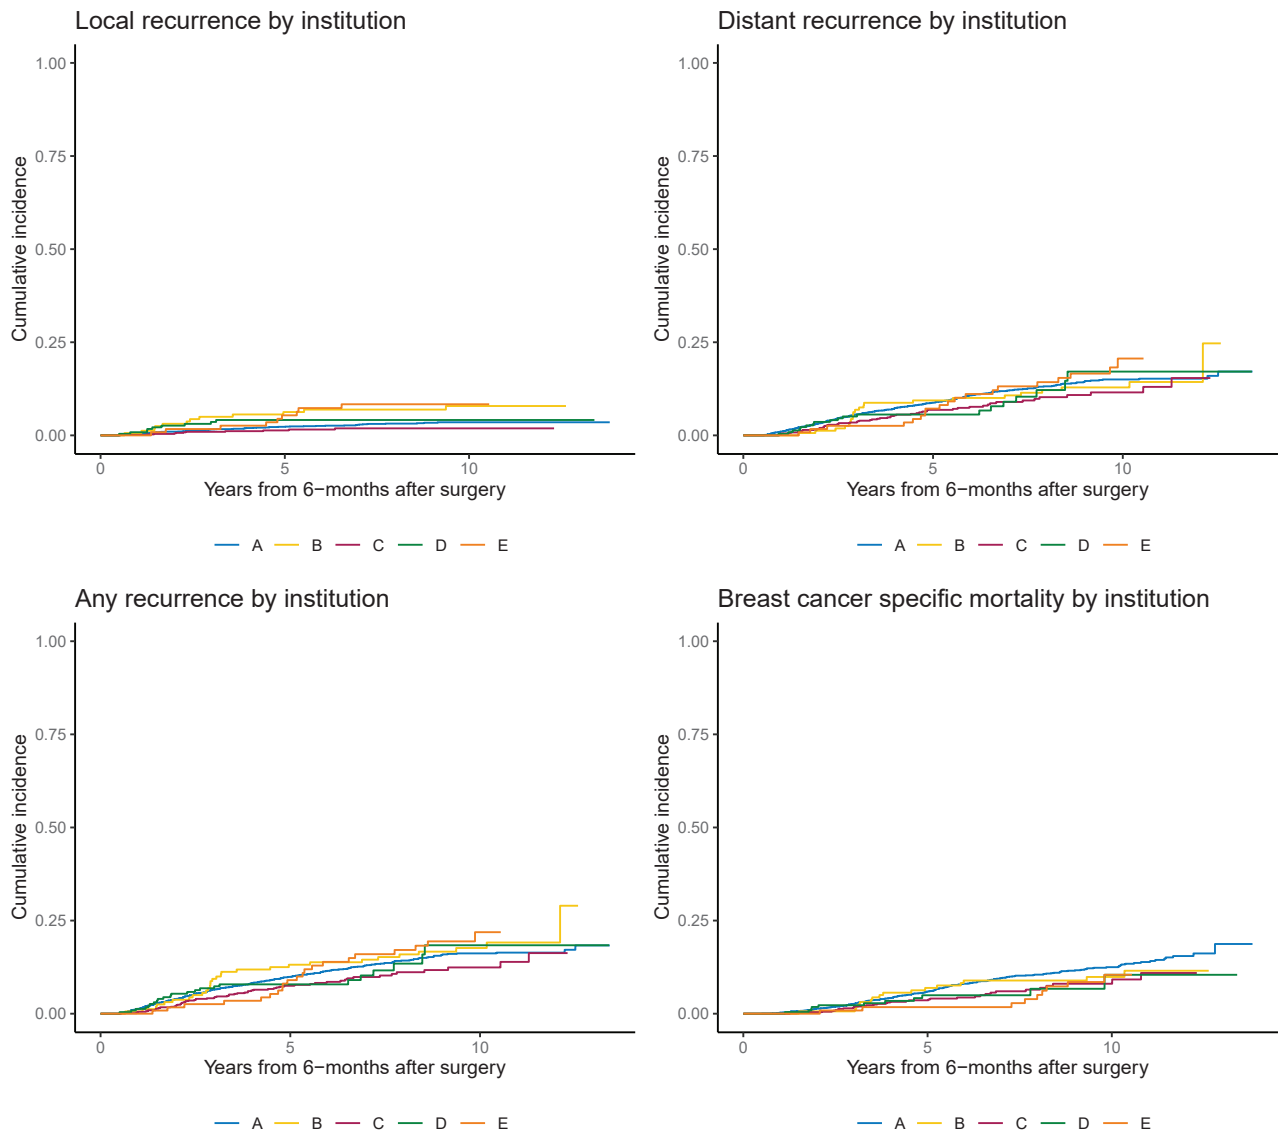 Local recurrence by institution
Cumulative incidence
1.00
0.75
0.50
0.25
0.00
0 5 10
Years from 6−months after surgery
A B C D E
Distant recurrence by institution
Cumulative incidence
1.00
0.75
0.50
0.25
0.00
0 5 10
Years from 6−months after surgery
A B C D E
Any recurrence by institution
Cumulative incidence
1.00
0.75
0.50
0.25
0.00
0 5 10
Years from 6−months after surgery
A B C D E
Breast cancer specific mortality by institution
Cumulative incidence
1.00
0.75
0.50
0.25
0.00
0 5 10
Years from 6−months after surgery
A B C D E